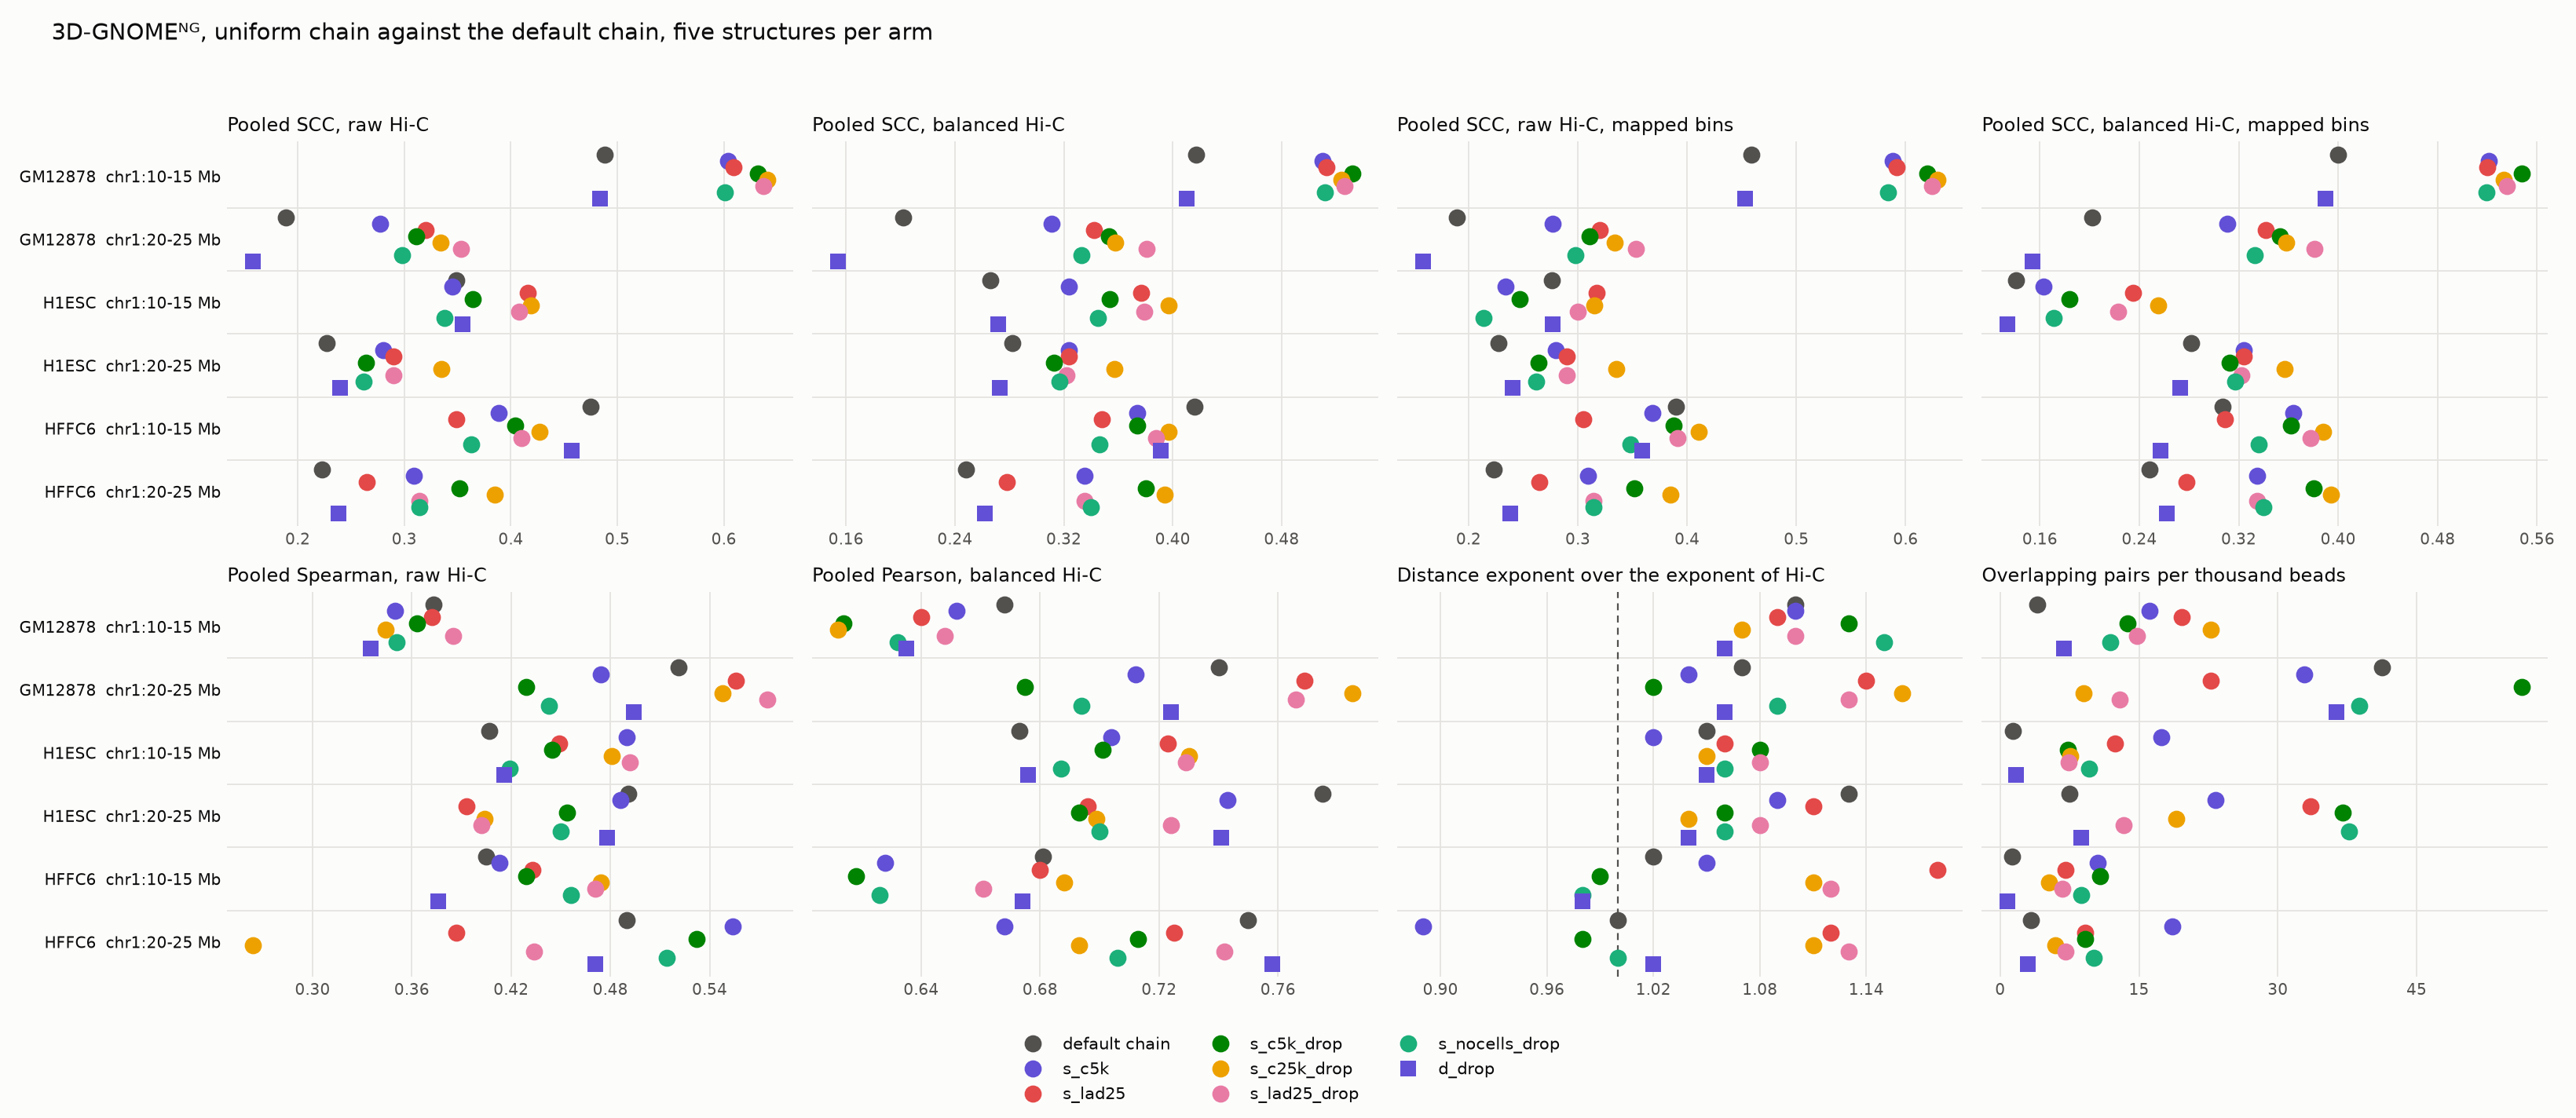 3D-GNOMEᴺᴳ, uniform chain against the default chain, five structures per arm
Pooled SCC, raw Hi-C
Pooled SCC, balanced Hi-C
Pooled SCC, raw Hi-C, mapped bins
Pooled SCC, balanced Hi-C, mapped bins
GM12878 chr1:10-15 Mb
GM12878 chr1:20-25 Mb
H1ESC chr1:10-15 Mb
H1ESC chr1:20-25 Mb
HFFC6 chr1:10-15 Mb
HFFC6 chr1:20-25 Mb
0.2 0.3 0.4 0.5 0.6
0.16 0.24 0.32 0.40 0.48
0.2 0.3 0.4 0.5 0.6
0.16 0.24 0.32 0.40 0.48 0.56
Pooled Spearman, raw Hi-C
Pooled Pearson, balanced Hi-C
Distance exponent over the exponent of Hi-C
Overlapping pairs per thousand beads
GM12878 chr1:10-15 Mb
GM12878 chr1:20-25 Mb
H1ESC chr1:10-15 Mb
H1ESC chr1:20-25 Mb
HFFC6 chr1:10-15 Mb
HFFC6 chr1:20-25 Mb
0.30 0.36 0.42 0.48 0.54
0.64 0.68 0.72 0.76
0.90 0.96 1.02 1.08 1.14
0 15 30 45
default chain
s_c5k
s_lad25
s_c5k_drop
s_c25k_drop
s_lad25_drop
s_nocells_drop
d_drop